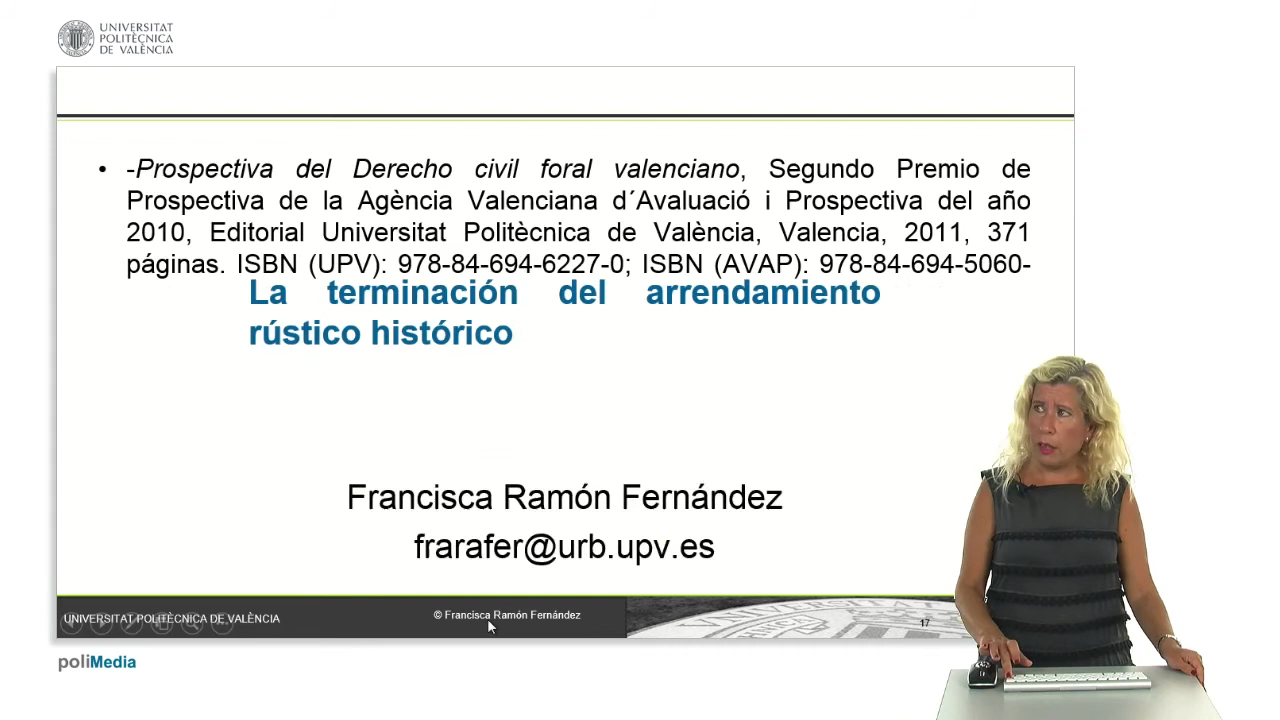 UNIVERSITAT
POLITÈCNICA
DE VALÈNCIA
• -Prospectiva del Derecho civil foral valenciano, Segundo Premio de
Prospectiva de la Agència Valenciana d´Avaluació i Prospectiva del año
2010, Editorial Universitat Politècnica de València, Valencia, 2011, 371
páginas. ISBN (UPV): 978-84-694-6227-0; ISBN (AVAP): 978-84-694-5060-
La terminación del arrendamiento
rústico histórico
Francisca Ramón Fernández
frarafer@urb.upv.es
UNIVERSITAT POLITÈCNICA DE VALÈNCIA
© Francisca Ramón Fernández
17
poliMedia